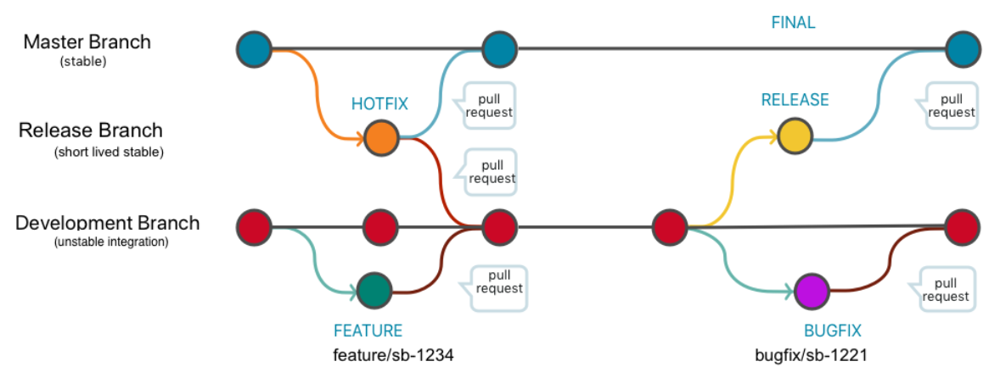 FINAL
Master Branch
(stable)
HOTFIX
pull
request
RELEASE
pull
request
Release Branch
(short lived stable)
pull
request
Development Branch
(unstable integration)
pull
request
pull
request
FEATURE
feature/sb-1234
BUGFIX
bugfix/sb-1221